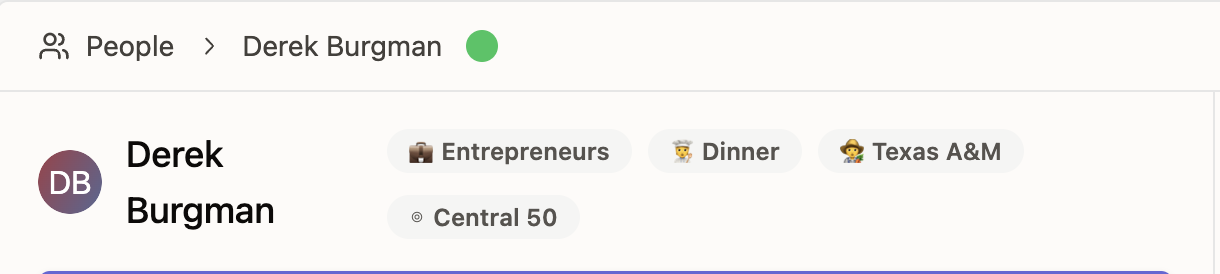 People > Derek Burgman
DB
Derek
Burgman
💼 Entrepreneurs
👨‍🍳 Dinner
🧑‍🌾 Texas A&M
◎ Central 50